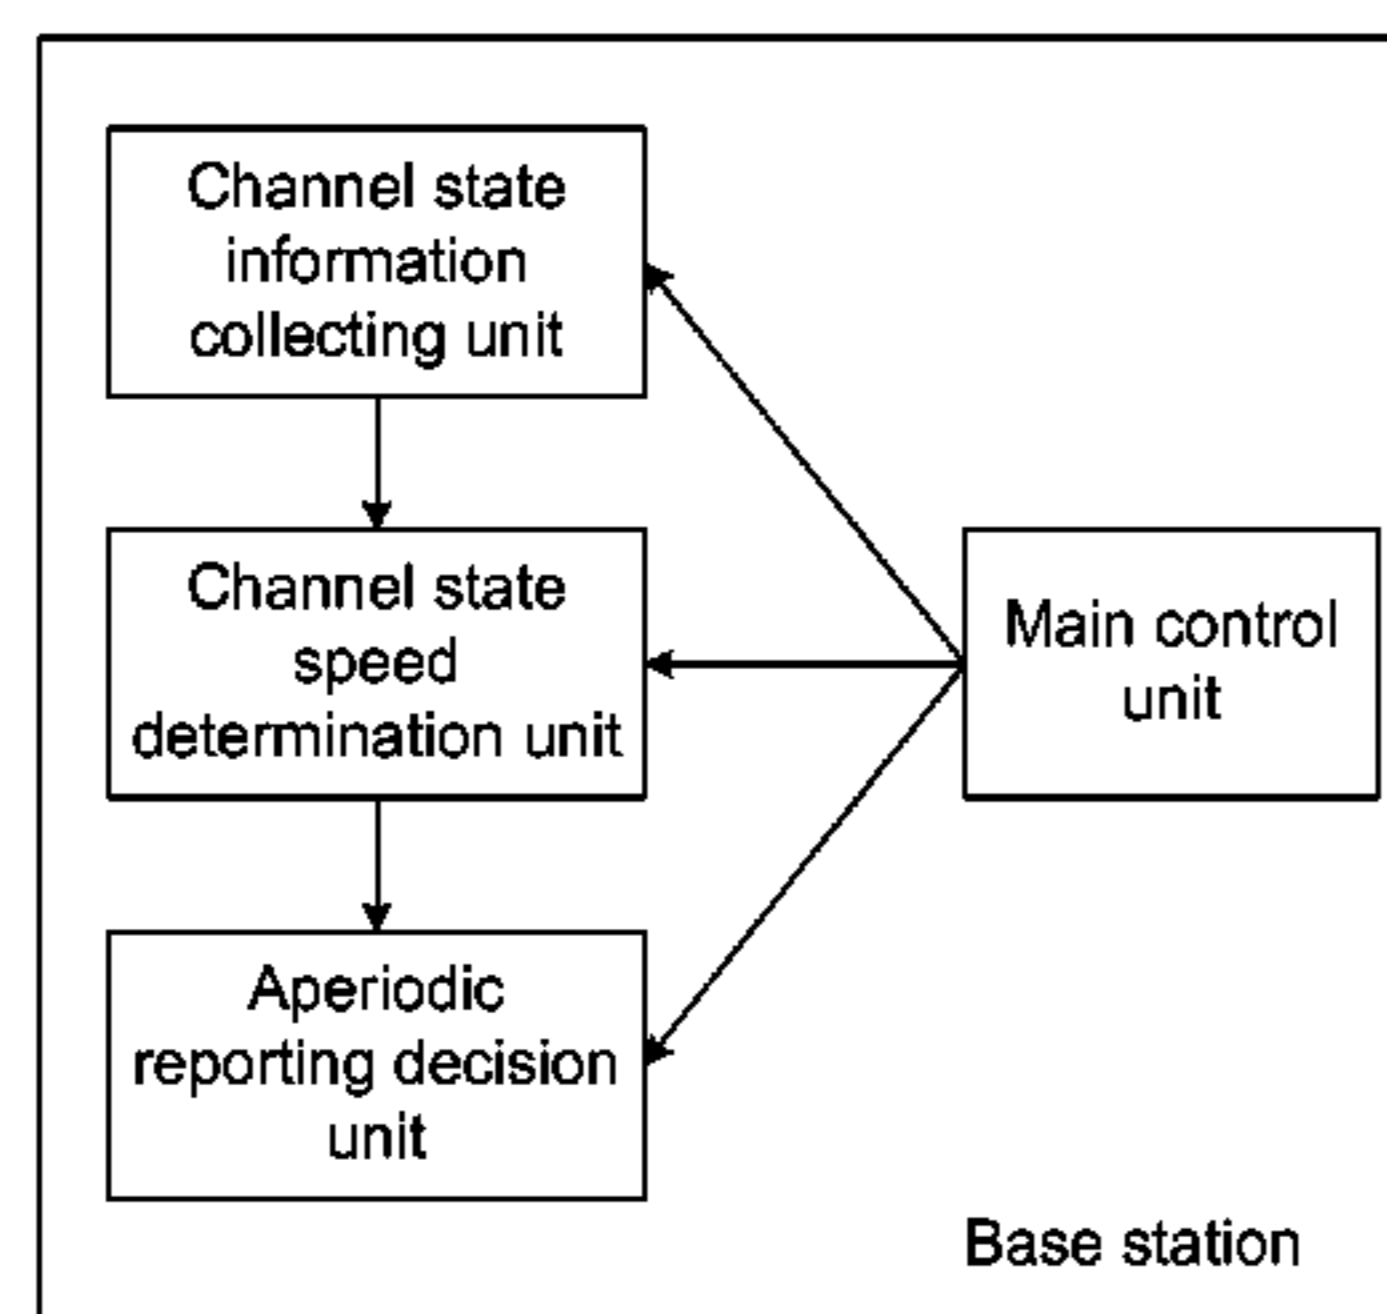 Channel state
information
collecting unit
Channel state
speed
determination unit
Main control
unit
Aperiodic
reporting decision
unit
Base station